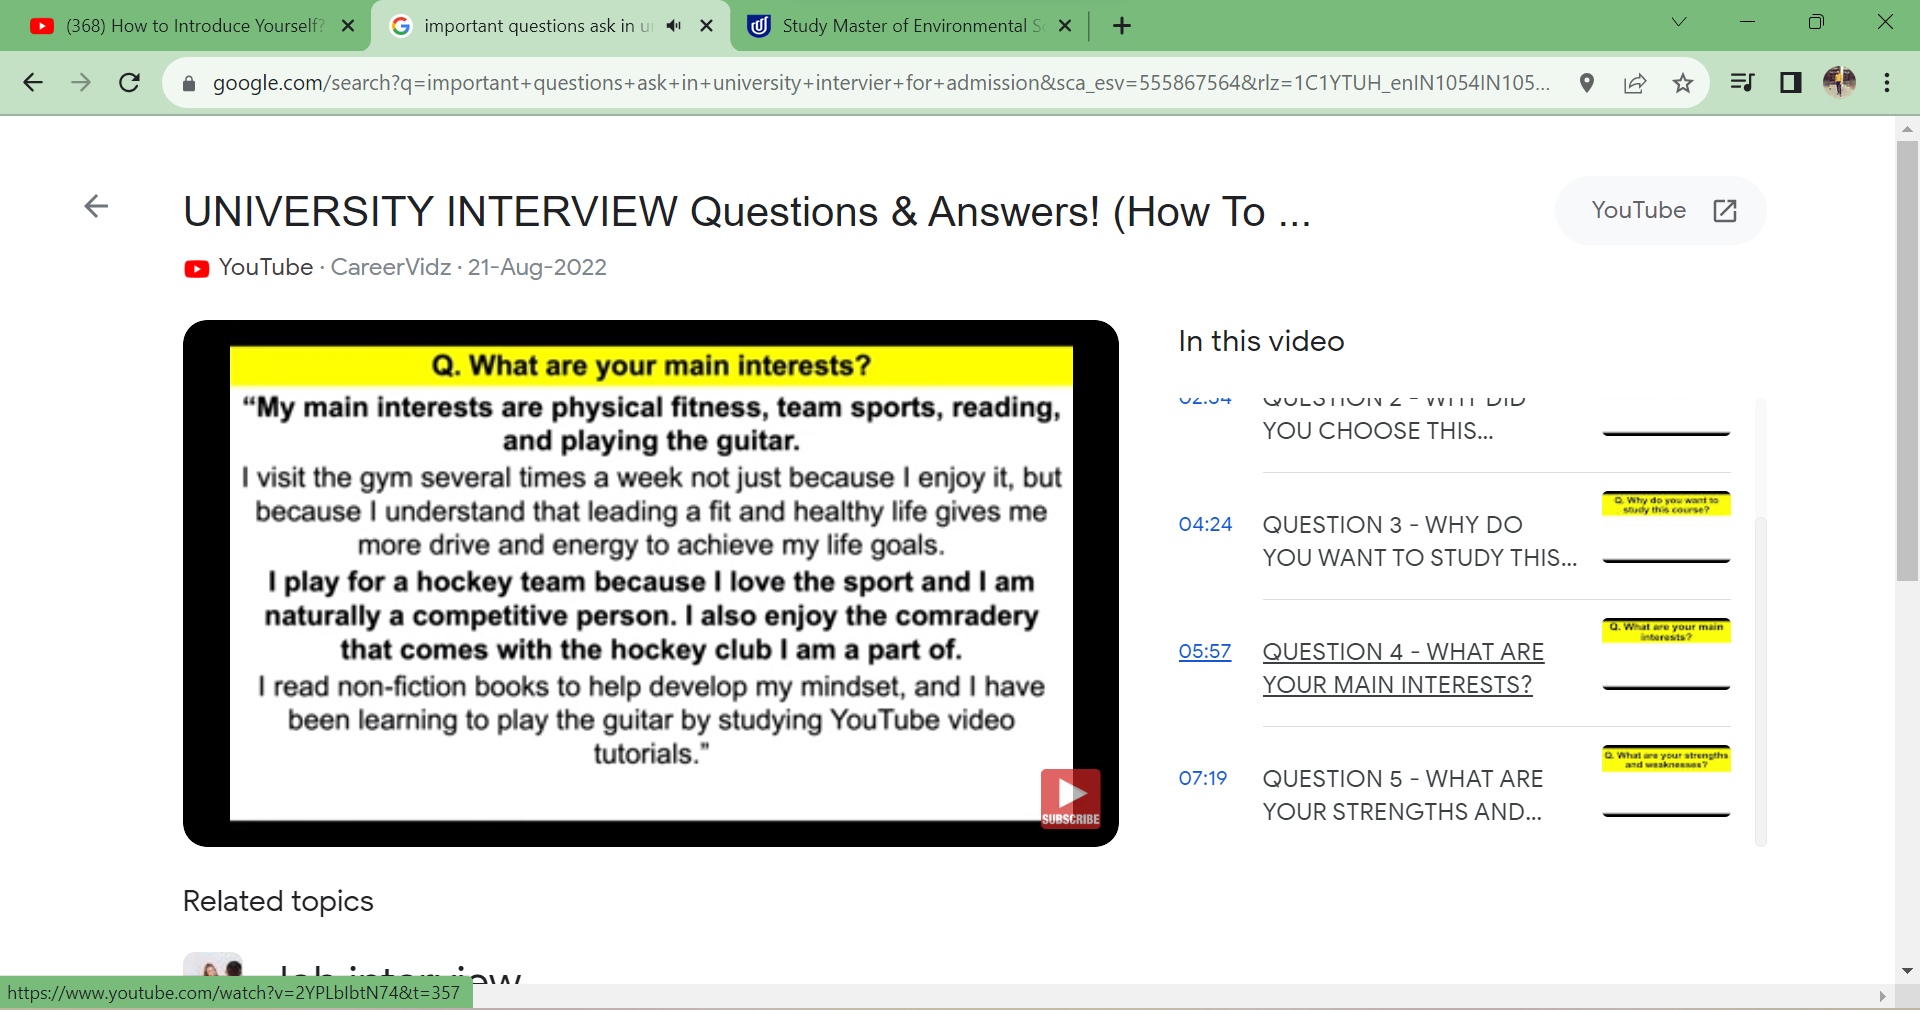 (368) How to Introduce Yourself?
important questions ask in
Study Master of Environmental
google.com/search?q=important+questions+ask+in+university+intervier+for+admission&sca_esv=555867564&rlz=1C1YTUH_enIN1054IN105...
UNIVERSITY INTERVIEW Questions & Answers! (How To ...
YouTube
YouTube · CareerVidz · 21-Aug-2022
Q. What are your main interests?
“My main interests are physical fitness, team sports, reading,
and playing the guitar.
I visit the gym several times a week not just because I enjoy it, but
because I understand that leading a fit and healthy life gives me
more drive and energy to achieve my life goals.
I play for a hockey team because I love the sport and I am
naturally a competitive person. I also enjoy the comradery
that comes with the hockey club I am a part of.
I read non-fiction books to help develop my mindset, and I have
been learning to play the guitar by studying YouTube video
tutorials.”
SUBSCRIBE
In this video
02:54 QUESTION 2 - WHY DID
YOU CHOOSE THIS...
Q. Why do you want to
study this course?
04:24 QUESTION 3 - WHY DO
YOU WANT TO STUDY THIS...
Q. What are your main
interests?
05:57 QUESTION 4 - WHAT ARE
YOUR MAIN INTERESTS?
Q. What are your strengths
and weaknesses?
07:19 QUESTION 5 - WHAT ARE
YOUR STRENGTHS AND...
Related topics
Job interview
https://www.youtube.com/watch?v=2YPLbIbtN74&t=357